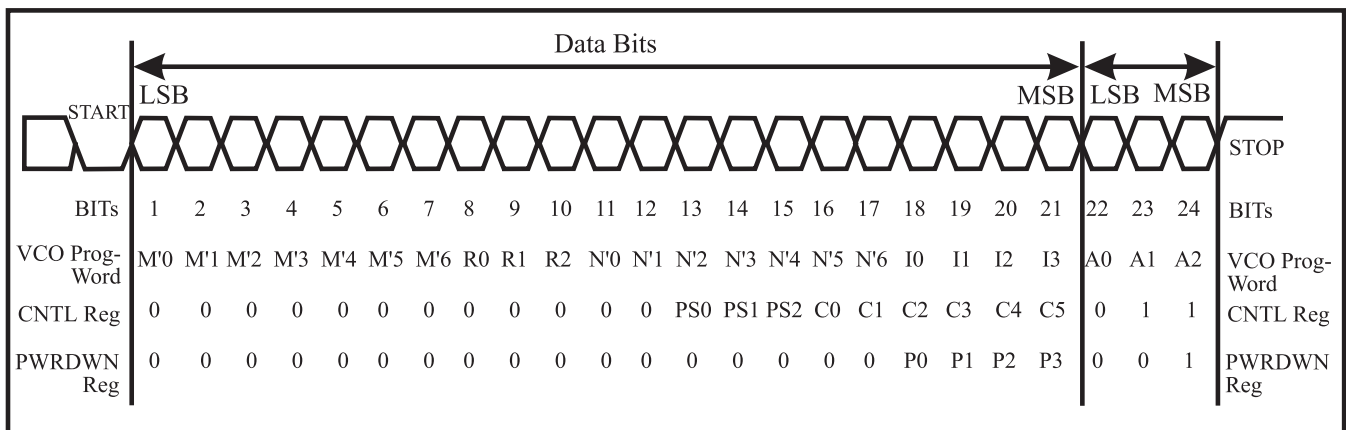 Data Bits
START LSB MSB LSB MSB
STOP
BITs 1 2 3 4 5 6 7 8 9 10 11 12 13 14 15 16 17 18 19 20 21 22 23 24 BITs
VCO Prog-
Word
M'0 M'1 M'2 M'3 M'4 M'5 M'6 R0 R1 R2 N'0 N'1 N'2 N'3 N'4 N'5 N'6 I0 I1 I2 I3 A0 A1 A2
VCO Prog-
Word
CNTL Reg 0 0 0 0 0 0 0 0 0 0 0 0 PS0 PS1 PS2 C0 C1 C2 C3 C4 C5 0 1 1 CNTL Reg
PWRDWN
Reg
0 0 0 0 0 0 0 0 0 0 0 0 0 0 0 0 0 P0 P1 P2 P3 0 0 1
PWRDWN
Reg